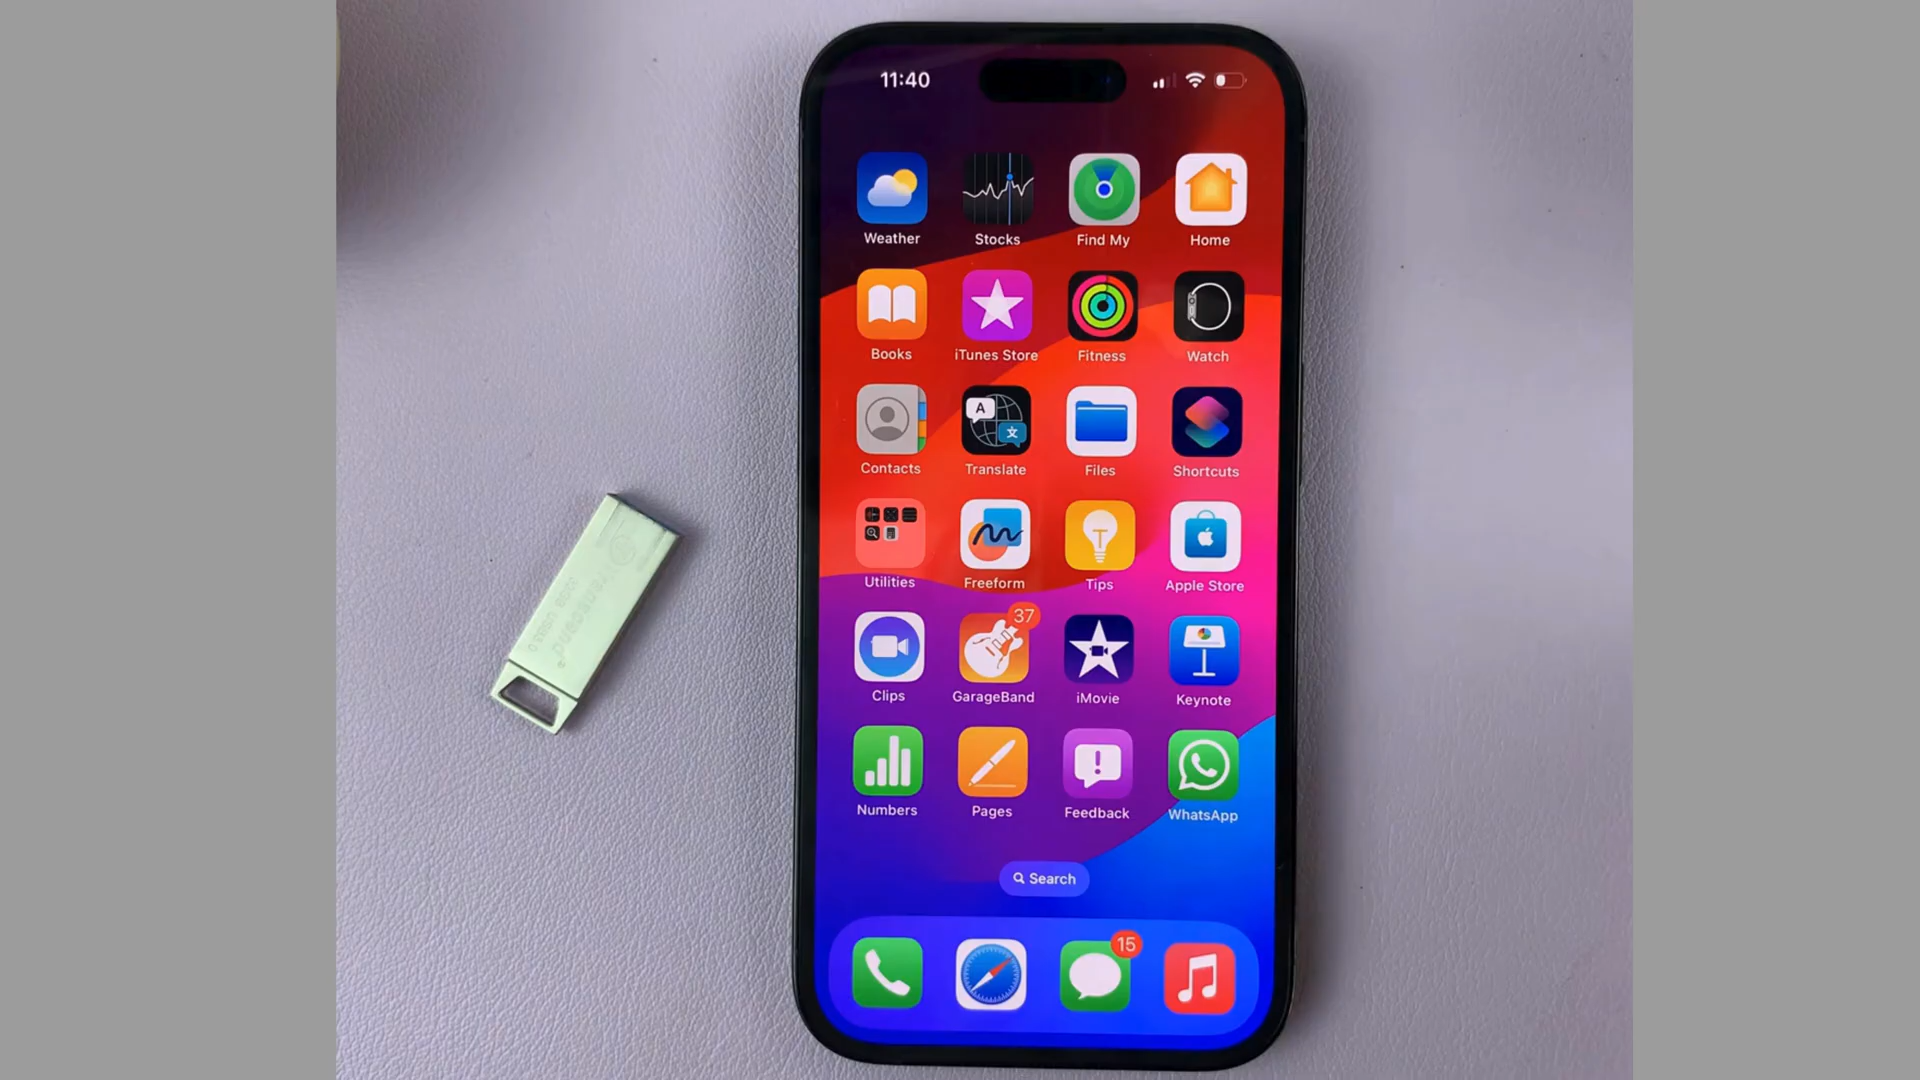 11:40
Weather Stocks Find My Home
Books iTunes Store Fitness Watch
A 文
Contacts Translate Files Shortcuts
T
Utilities Freeform Tips Apple Store
37
Clips GarageBand iMovie Keynote
!
Numbers Pages Feedback WhatsApp
Search
15